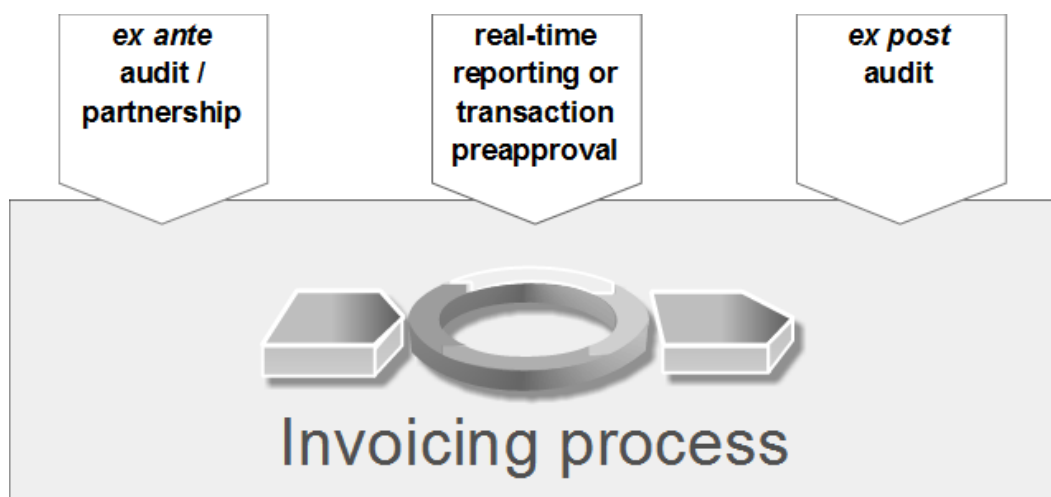 ex ante
audit /
partnership
real-time
reporting or
transaction
preapproval
ex post
audit
Invoicing process